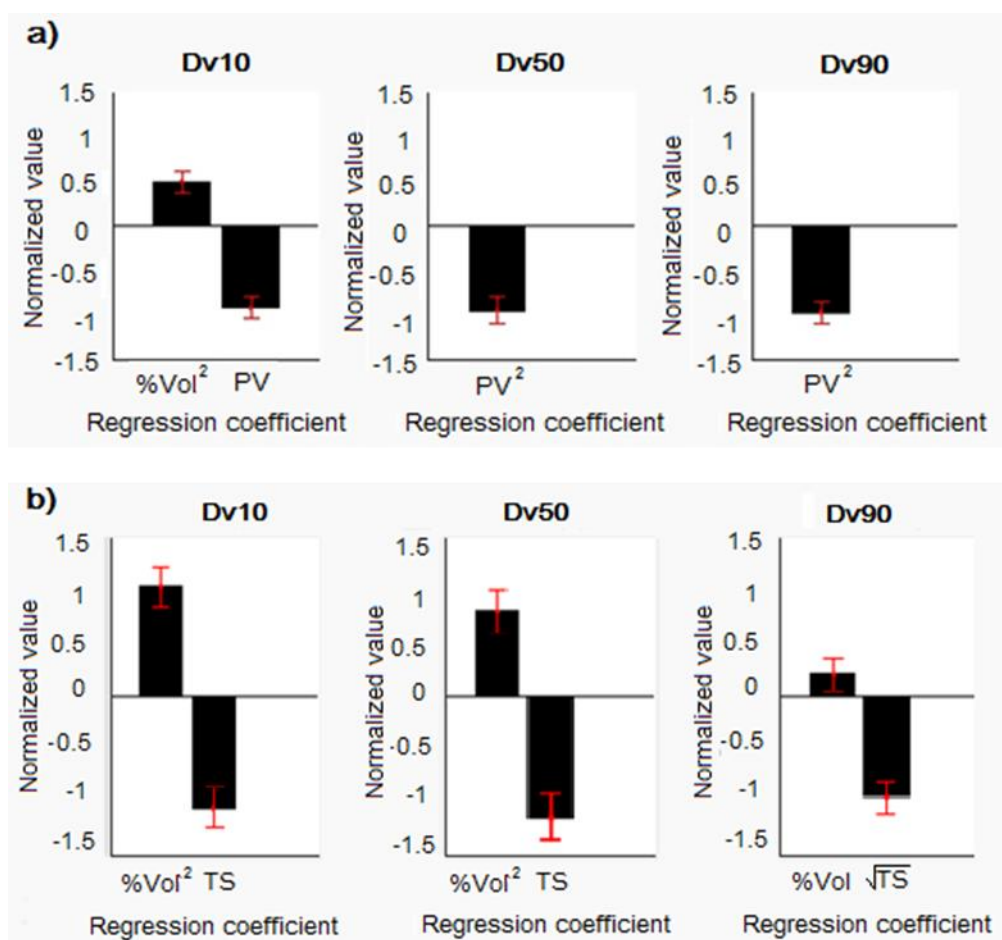 a)
Dv10 Dv50 Dv90
Normalized value
1.5
1
0.5
0
-0.5
-1
-1.5
%Vol² PV
Regression coefficient
Normalized value
1.5
1
0.5
0
-0.5
-1
-1.5
PV²
Regression coefficient
Normalized value
1.5
1
0.5
0
-0.5
-1
-1.5
PV²
Regression coefficient
b)
Dv10 Dv50 Dv90
Normalized value
1.5
1
0.5
0
-0.5
-1
-1.5
%Vol² TS
Regression coefficient
Normalized value
1.5
1
0.5
0
-0.5
-1
-1.5
%Vol² TS
Regression coefficient
Normalized value
1.5
1
0.5
0
-0.5
-1
-1.5
%Vol √TS
Regression coefficient